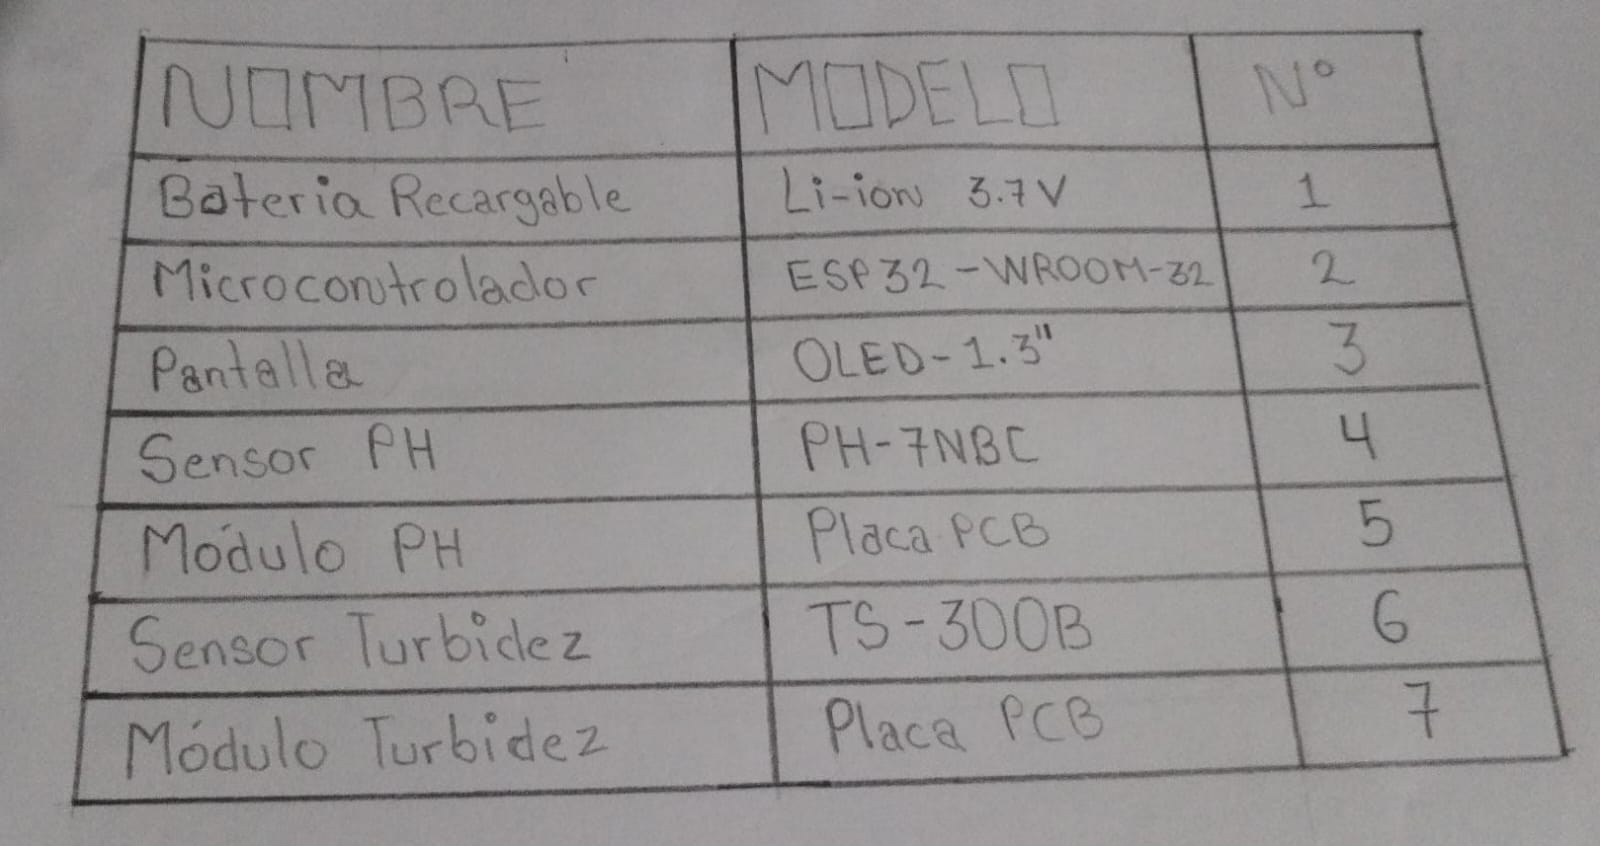 NOMBRE MODELO N°
Bateria Recargable Li-ion 3.7V 1
Microcontrolador ESP32-WROOM-32 2
Pantalla OLED-1.3" 3
Sensor PH PH-7NBC 4
Módulo PH Placa PCB 5
Sensor Turbidez TS-300B 6
Módulo Turbidez Placa PCB 7